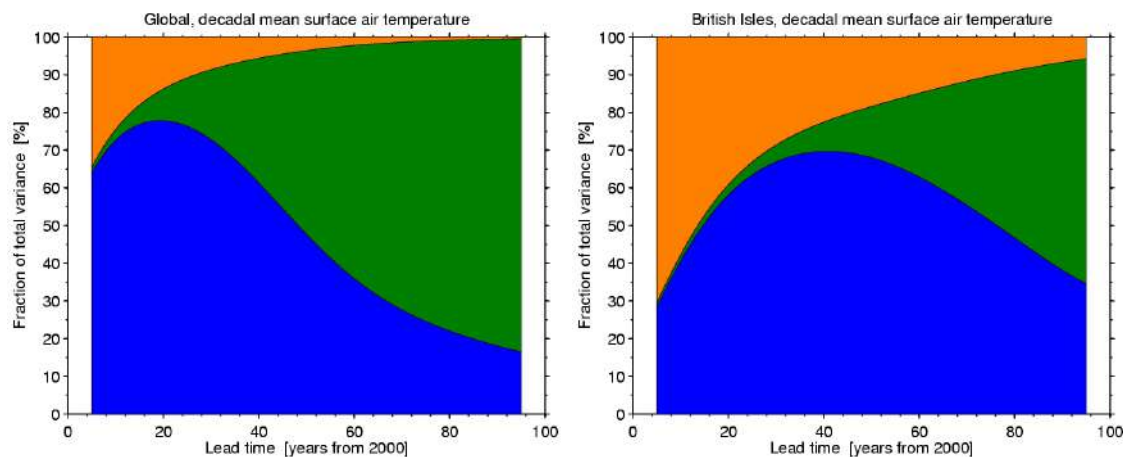 Global, decadal mean surface air temperature
Fraction of total variance [%]
100
90
80
70
60
50
40
30
20
10
0
0 20 40 60 80 100
Lead time [years from 2000]
British Isles, decadal mean surface air temperature
Fraction of total variance [%]
100
90
80
70
60
50
40
30
20
10
0
0 20 40 60 80 100
Lead time [years from 2000]